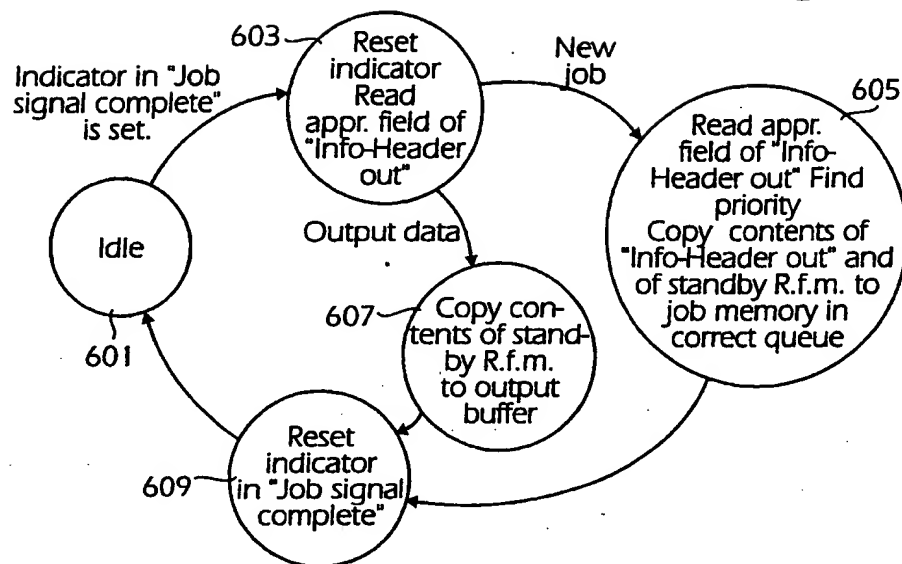 603
Reset
indicator
Read
appr. field of
"Info-Header
out"
New
job
Indicator in "Job
signal complete"
is set.
605
Read appr.
field of "Info-
Header out" Find
priority
Copy contents of
"Info-Header out" and
of standby R.f.m. to
job memory in
correct queue
Idle
601
Output data
607
Copy con-
tents of stand-
by R.f.m.
to output
buffer
609
Reset
indicator
in "Job signal
complete"